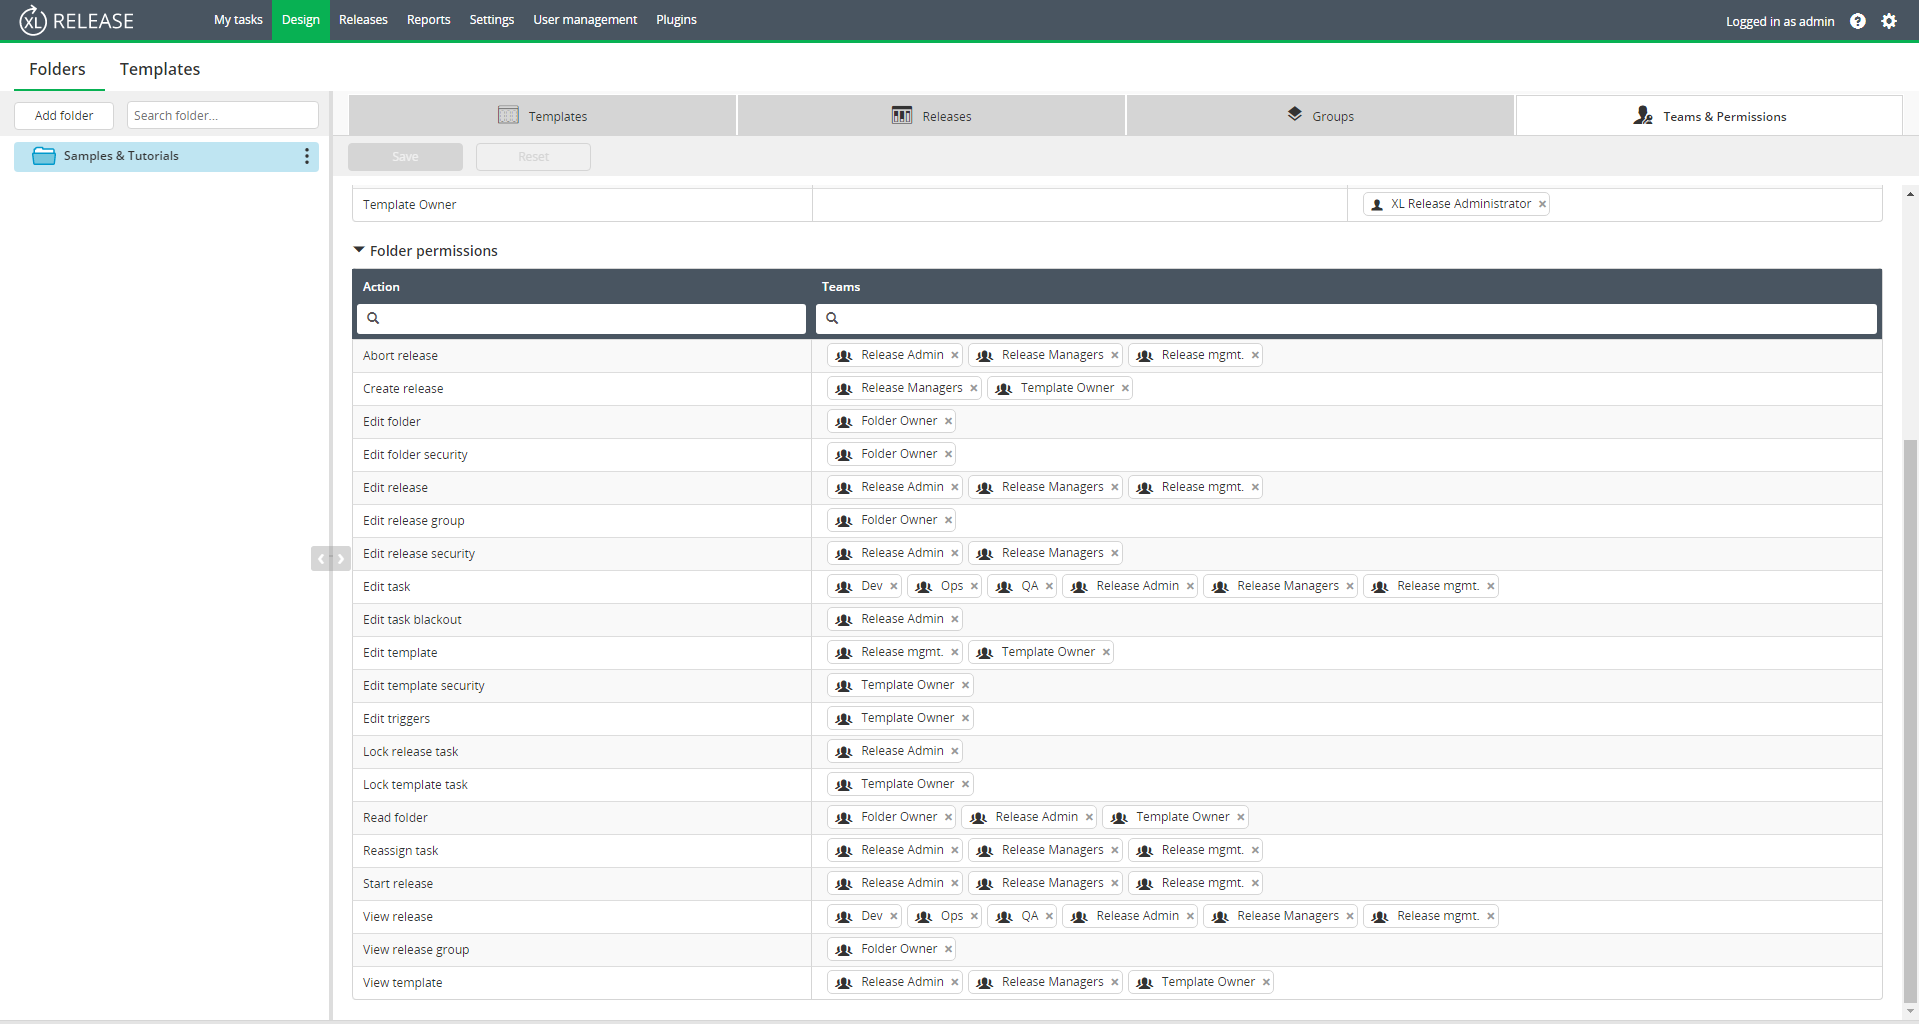 XL RELEASE My tasks Design Releases Reports Settings User management Plugins Logged in as admin ?
Folders Templates
Add folder Search folder...
Samples & Tutorials
Templates Releases Groups Teams & Permissions
Save Reset
Template Owner XL Release Administrator ×
Folder permissions
Action Teams
Abort release Release Admin × Release Managers × Release mgmt. ×
Create release Release Managers × Template Owner ×
Edit folder Folder Owner ×
Edit folder security Folder Owner ×
Edit release Release Admin × Release Managers × Release mgmt. ×
Edit release group Folder Owner ×
Edit release security Release Admin × Release Managers ×
Edit task Dev × Ops × QA × Release Admin × Release Managers × Release mgmt. ×
Edit task blackout Release Admin ×
Edit template Release mgmt. × Template Owner ×
Edit template security Template Owner ×
Edit triggers Template Owner ×
Lock release task Release Admin ×
Lock template task Template Owner ×
Read folder Folder Owner × Release Admin × Template Owner ×
Reassign task Release Admin × Release Managers × Release mgmt. ×
Start release Release Admin × Release Managers × Release mgmt. ×
View release Dev × Ops × QA × Release Admin × Release Managers × Release mgmt. ×
View release group Folder Owner ×
View template Release Admin × Release Managers × Template Owner ×